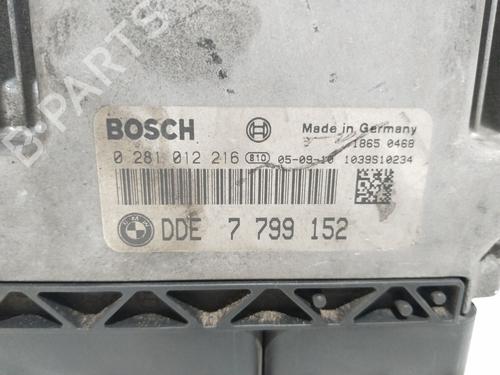 B-PARTS
BOSCH
Made in Germany
1865 0468
0 281 012 216 810 05-09-10 1039S10234
DDE 7 799 152